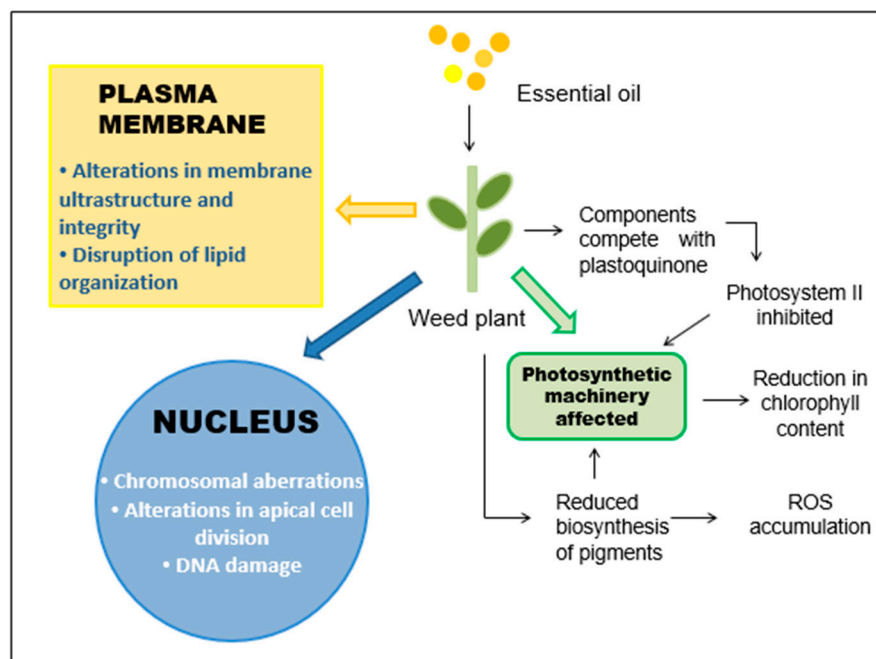 Essential oil
PLASMA
MEMBRANE
• Alterations in membrane
ultrastructure and
integrity
• Disruption of lipid
organization
Weed plant
Components
compete with
plastoquinone
Photosystem II
inhibited
Photosynthetic
machinery
affected
Reduction in
chlorophyll
content
Reduced
biosynthesis
of pigments
ROS
accumulation
NUCLEUS
• Chromosomal aberrations
• Alterations in apical cell
division
• DNA damage